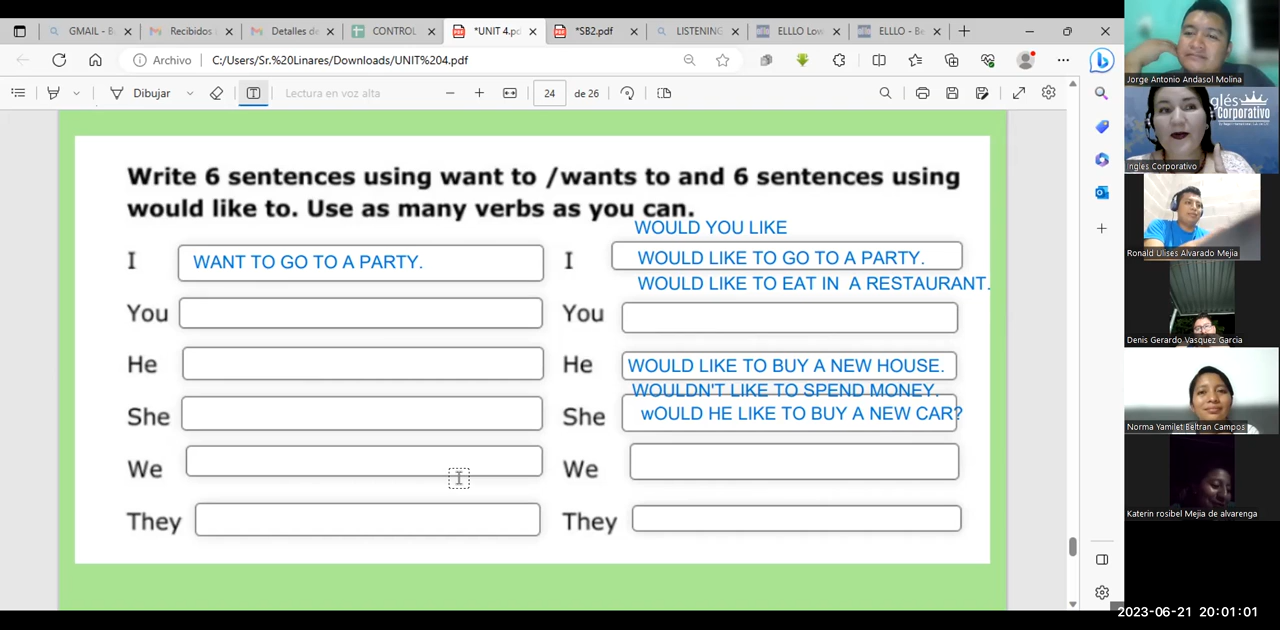 GMAIL - B
Recibidos
Detalles de
CONTROL
*UNIT 4.pd
*SB2.pdf
LISTENING
ELLLO Low
ELLLO - Be
Archivo
C:/Users/Sr.%20Linares/Downloads/UNIT%204.pdf
Dibujar
Lectura en voz alta
24
de 26
Write 6 sentences using want to /wants to and 6 sentences using
would like to. Use as many verbs as you can.
WOULD YOU LIKE
I WANT TO GO TO A PARTY.
I WOULD LIKE TO GO TO A PARTY.
WOULD LIKE TO EAT IN A RESTAURANT.
You
You
He
He WOULD LIKE TO BUY A NEW HOUSE.
WOULDN'T LIKE TO SPEND MONEY.
She
She wOULD HE LIKE TO BUY A NEW CAR?
We
We
They
They
Jorge Antonio Andasol Molina
glés
Corporativo
Ingles Corporativo
Ronald Ulises Alvarado Mejia
Denis Gerardo Vasquez Garcia
Norma Yamilet Beltran Campos
Katerin rosibel Mejia de alvarenga
2023-06-21 20:01:01